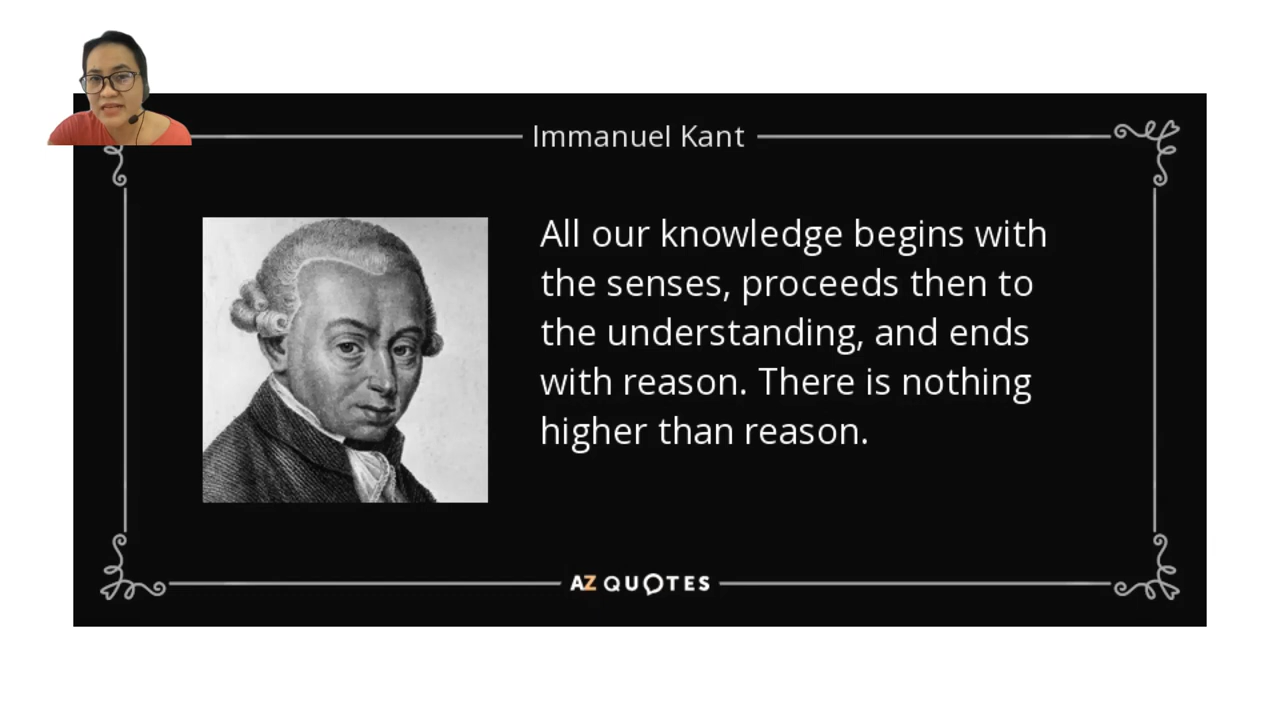 Immanuel Kant
All our knowledge begins with
the senses, proceeds then to
the understanding, and ends
with reason. There is nothing
higher than reason.
AZ QUOTES